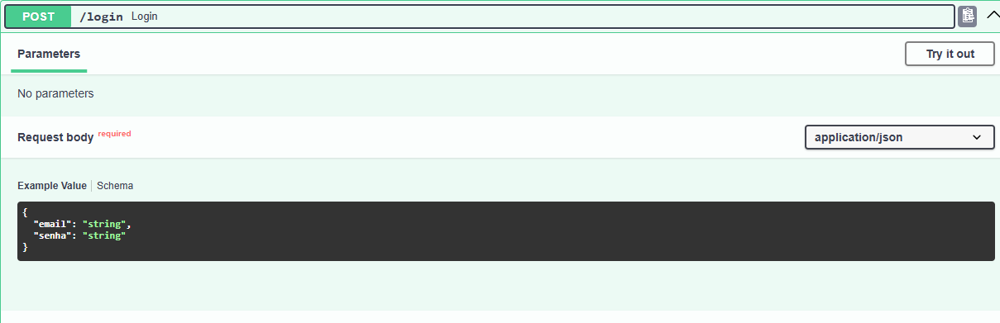 POST /login Login
Parameters Try it out
No parameters
Request body required application/json
Example Value Schema
{
  "email": "string",
  "senha": "string"
}